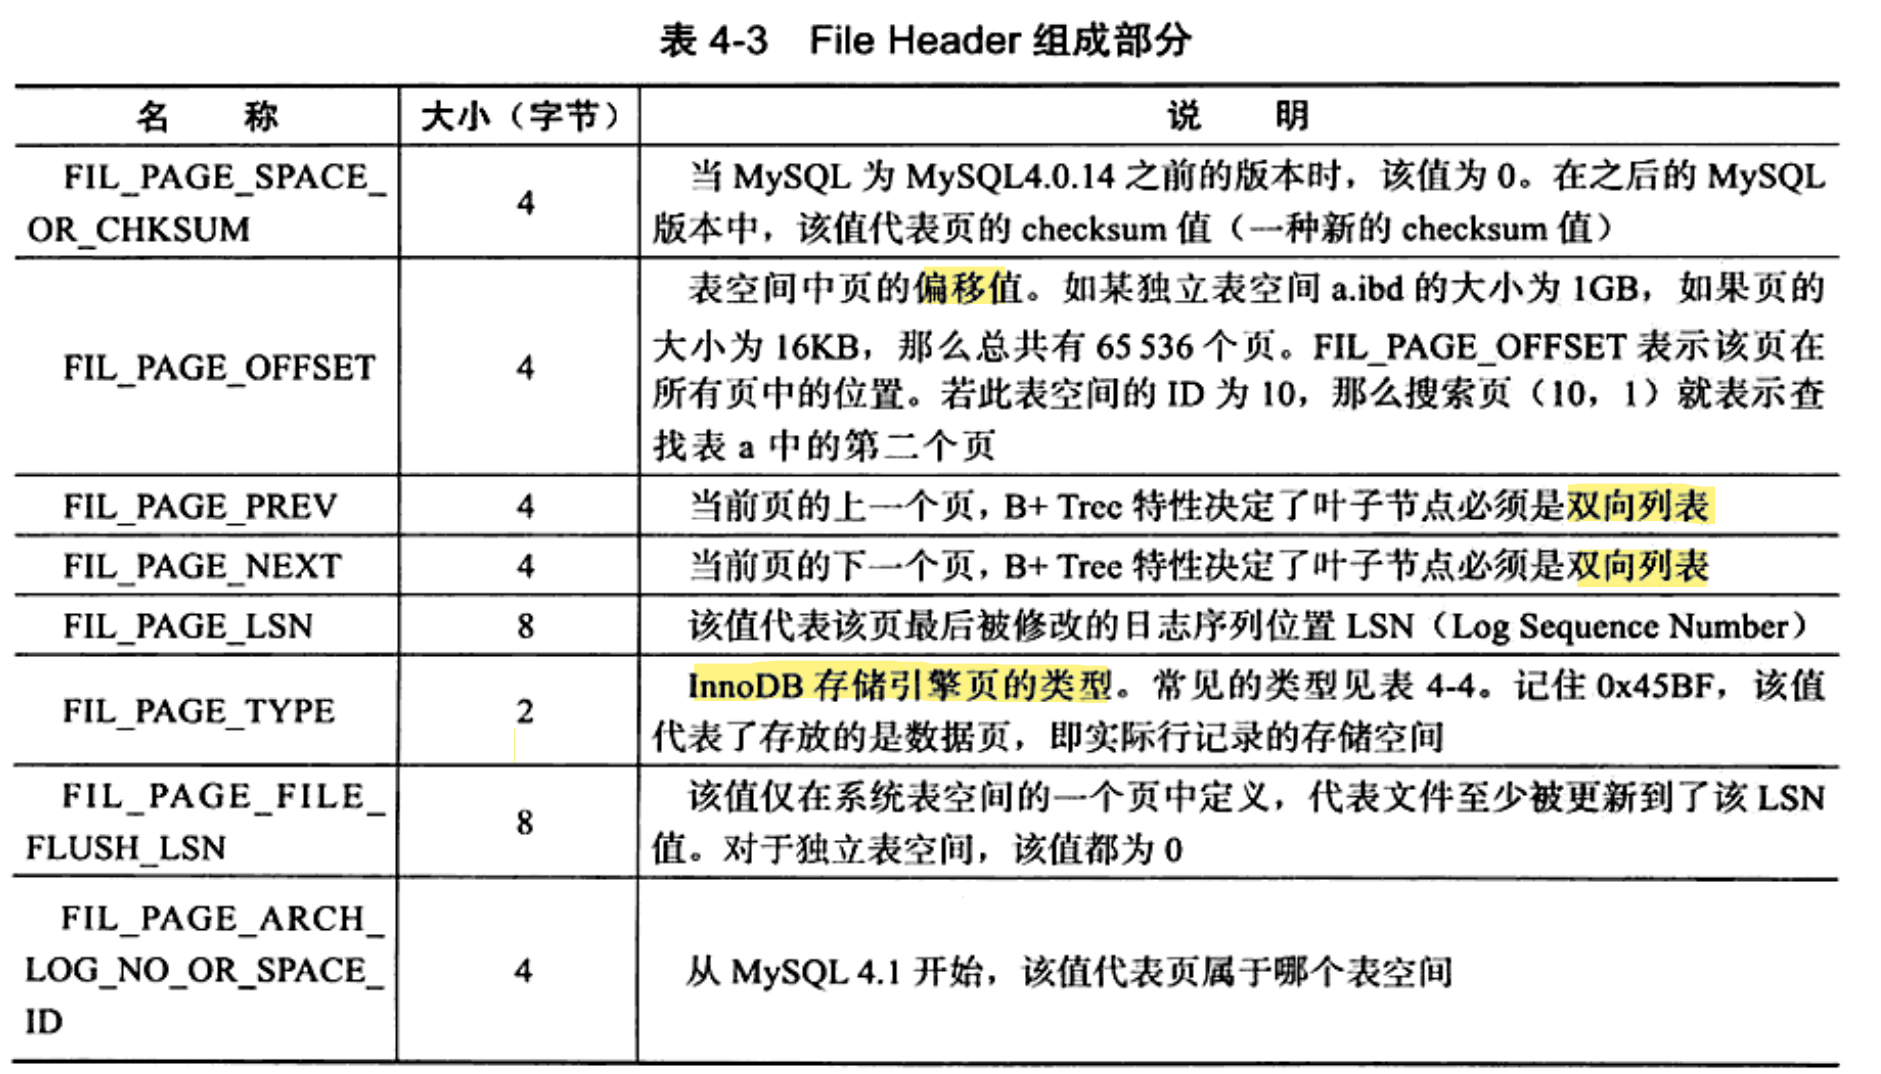 表 4-3 File Header 组成部分
名 称 大小（字节） 说 明
FIL_PAGE_SPACE_
OR_CHKSUM
4
当 MySQL 为 MySQL4.0.14 之前的版本时，该值为 0。在之后的 MySQL
版本中，该值代表页的 checksum 值（一种新的 checksum 值）
FIL_PAGE_OFFSET
4
表空间中页的偏移值。如某独立表空间 a.ibd 的大小为 1GB，如果页的
大小为 16KB，那么总共有 65 536 个页。FIL_PAGE_OFFSET 表示该页在
所有页中的位置。若此表空间的 ID 为 10，那么搜索页（10，1）就表示查
找表 a 中的第二个页
FIL_PAGE_PREV 4 当前页的上一个页，B+ Tree 特性决定了叶子节点必须是双向列表
FIL_PAGE_NEXT 4 当前页的下一个页，B+ Tree 特性决定了叶子节点必须是双向列表
FIL_PAGE_LSN 8 该值代表该页最后被修改的日志序列位置 LSN（Log Sequence Number）
FIL_PAGE_TYPE
2
InnoDB 存储引擎页的类型。常见的类型见表 4-4。记住 0x45BF，该值
代表了存放的是数据页，即实际行记录的存储空间
FIL_PAGE_FILE_
FLUSH_LSN
8
该值仅在系统表空间的一个页中定义，代表文件至少被更新到了该 LSN
值。对于独立表空间，该值都为 0
FIL_PAGE_ARCH_
LOG_NO_OR_SPACE_
ID
4
从 MySQL 4.1 开始，该值代表页属于哪个表空间